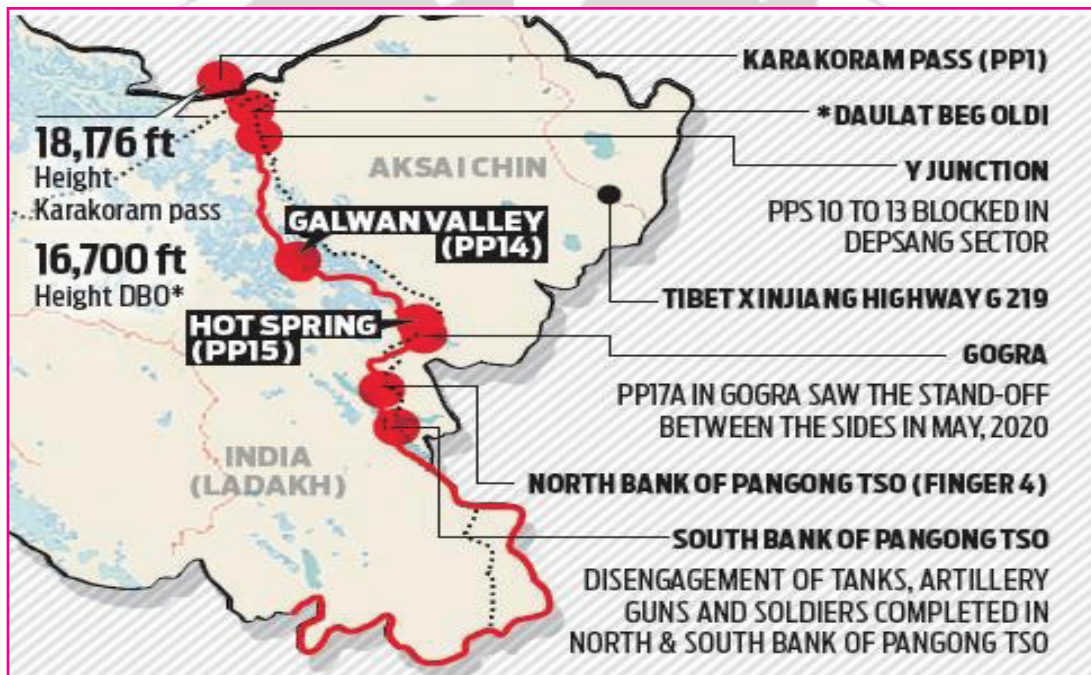 KARAKORAM PASS (PP1)
*DAULAT BEG OLDI
18,176 ft
Height
Karakoram pass
AKSAI CHIN
Y JUNCTION
PPS 10 TO 13 BLOCKED IN
DEPSANG SECTOR
GALWAN VALLEY
(PP14)
16,700 ft
Height DBO*
TIBET XINJIANG HIGHWAY G 219
HOT SPRING
(PP15)
GOGRA
PP17A IN GOGRA SAW THE STAND-OFF
BETWEEN THE SIDES IN MAY, 2020
INDIA
(LADAKH)
NORTH BANK OF PANGONG TSO (FINGER 4)
SOUTH BANK OF PANGONG TSO
DISENGAGEMENT OF TANKS, ARTILLERY
GUNS AND SOLDIERS COMPLETED IN
NORTH & SOUTH BANK OF PANGONG TSO